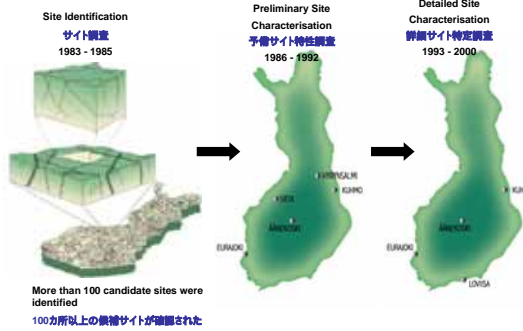 Site Identification
サイト調査
1983 - 1985
Preliminary Site
Characterisation
予備サイト特性調査
1986 - 1992
Detailed Site
Characterisation
詳細サイト特定調査
1993 - 2000
KUHMO
ÄÄNEKOSKI
EURAJOKI
KU
ÄÄNEKOSKI
EURAJOKI
LOVIISA
More than 100 candidate sites were
identified
100カ所以上の候補サイトが確認された